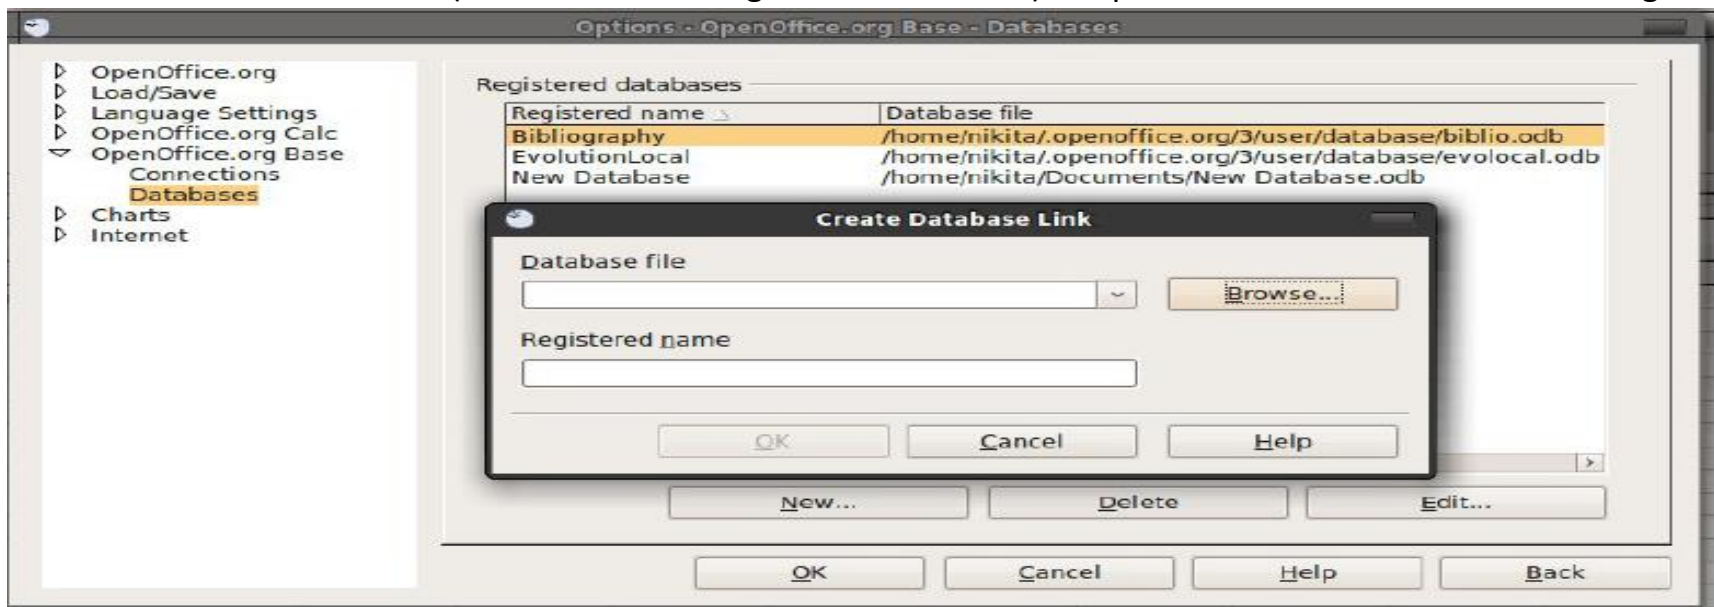 Options - OpenOffice.org Base - Databases
OpenOffice.org
Load/Save
Language Settings
OpenOffice.org Calc
OpenOffice.org Base
Connections
Databases
Charts
Internet
Registered databases
Registered name Database file
Bibliography /home/nikita/.openoffice.org/3/user/database/biblio.odb
EvolutionLocal /home/nikita/.openoffice.org/3/user/database/evolocal.odb
New Database /home/nikita/Documents/New Database.odb
Create Database Link
Database file
Browse...
Registered name
OK Cancel Help
New... Delete Edit...
OK Cancel Help Back